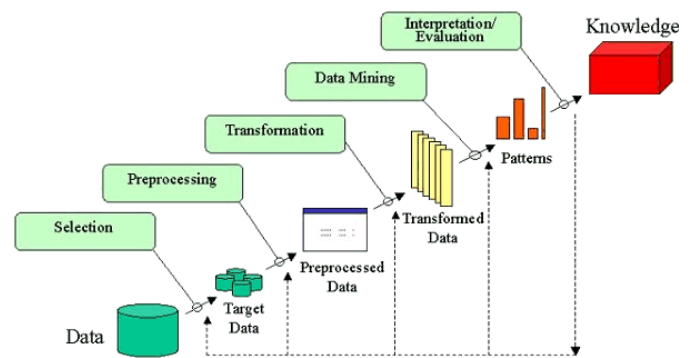 Interpretation/
Evaluation
Knowledge
Data Mining
Transformation
Patterns
Preprocessing
Transformed
Data
Selection
Preprocessed
Data
Target
Data
Data